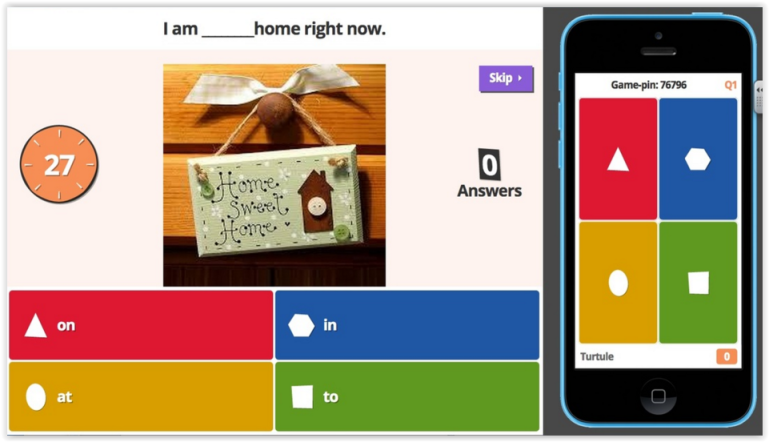 I am _______home right now.
Skip
27
Home
Sweet
Home
0
Answers
on
in
at
to
Game-pin: 76796 Q1
Turtule 0